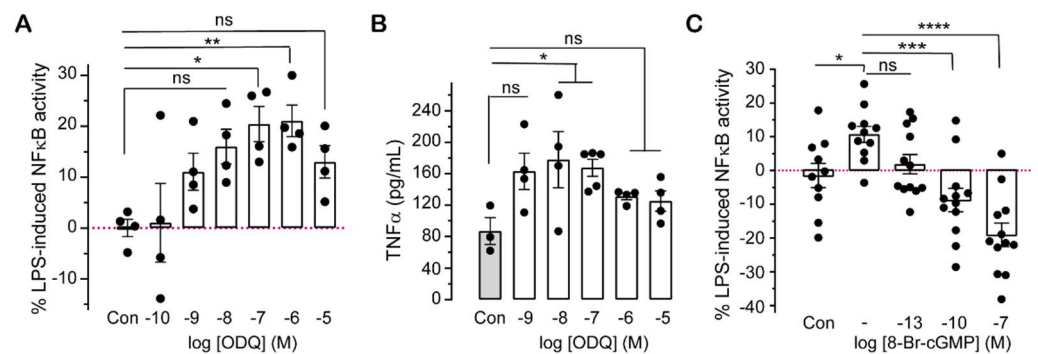 A
ns
**
*
ns
% LPS-induced NFκB activity
30
20
10
0
-10
Con -10 -9 -8 -7 -6 -5
log [ODQ] (M)
B
ns
*
ns
TNFα (pg/mL)
240
200
160
120
80
40
0
Con -9 -8 -7 -6 -5
log [ODQ] (M)
C
****
***
* ns
% LPS-induced NFκB activity
30
20
10
0
-10
-20
-30
-40
Con - -13 -10 -7
log [8-Br-cGMP] (M)